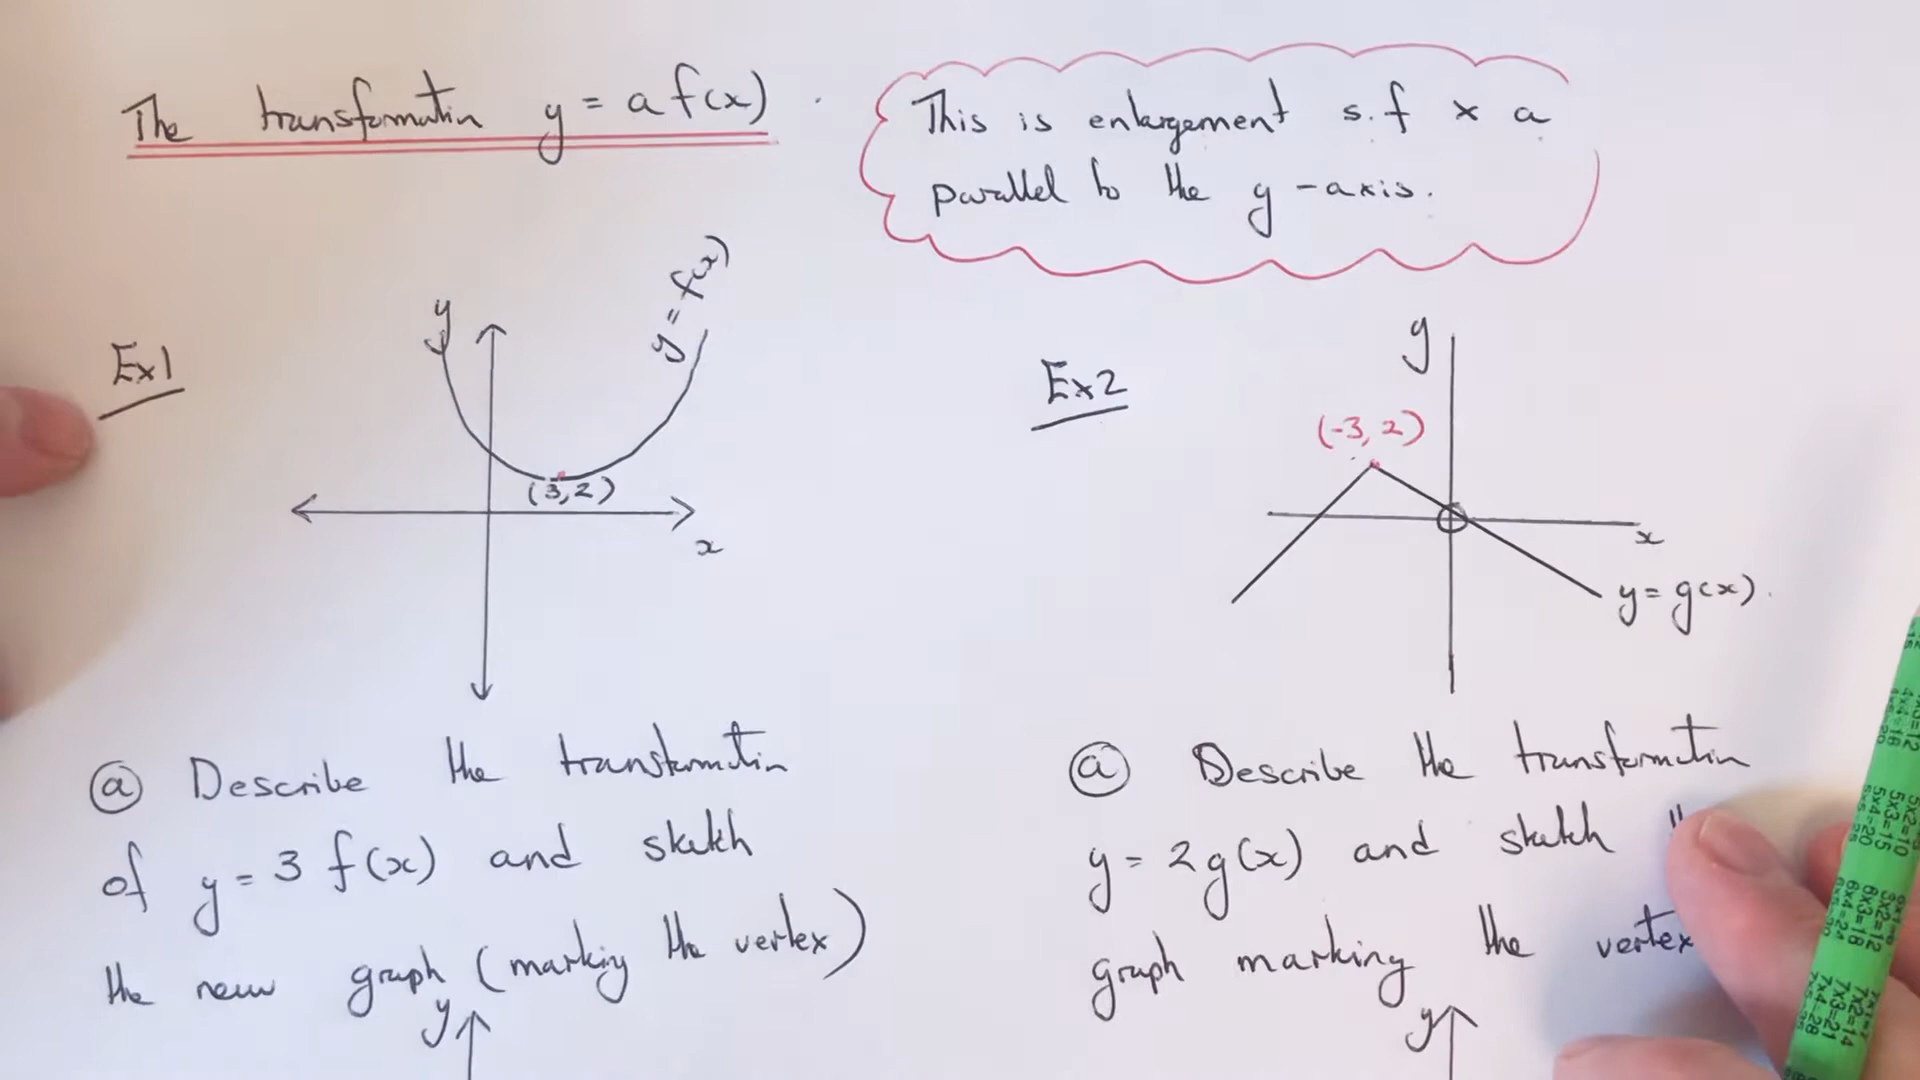 The transformation y = a f(x).
This is enlargement s.f x a
parallel to the y-axis.
Ex1
y
y = f(x)
(3, 2)
x
Ex2
y
(-3, 2)
x
y = g(x).
ⓐ Describe the transformation
of y = 3 f(x) and sketch
the new graph (marking the vertex)
y
ⓐ Describe the transformation
y = 2g(x) and sketch
graph marking the vertex
y